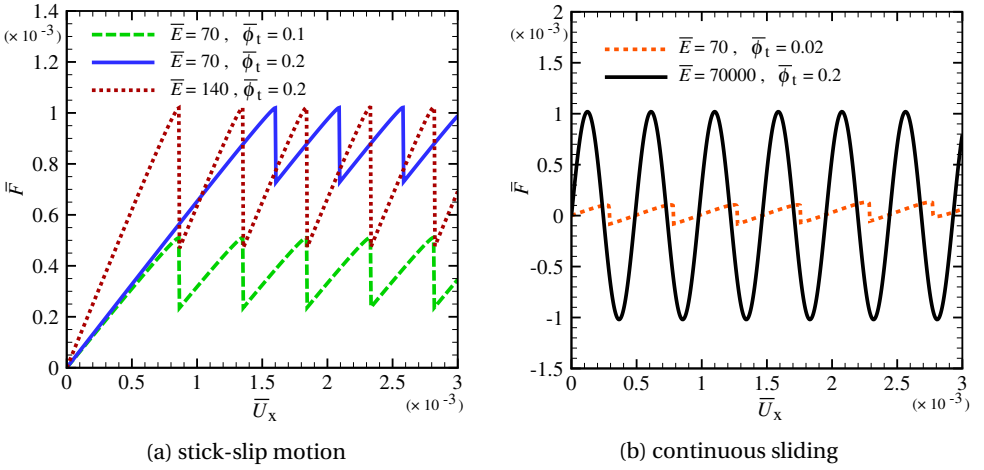 (× 10⁻³)
1.4
1.2
1
0.8
0.6
0.4
0.2
0
F̅
E̅ = 70 , ϕ̅t = 0.1
E̅ = 70 , ϕ̅t = 0.2
E̅ = 140 , ϕ̅t = 0.2
0 0.5 1 1.5 2 2.5 3
U̅x
(× 10⁻³)
(a) stick-slip motion
(× 10⁻³)
2
1.5
1
0.5
0
-0.5
-1
-1.5
F̅
E̅ = 70 , ϕ̅t = 0.02
E̅ = 70000 , ϕ̅t = 0.2
0 0.5 1 1.5 2 2.5 3
U̅x
(× 10⁻³)
(b) continuous sliding